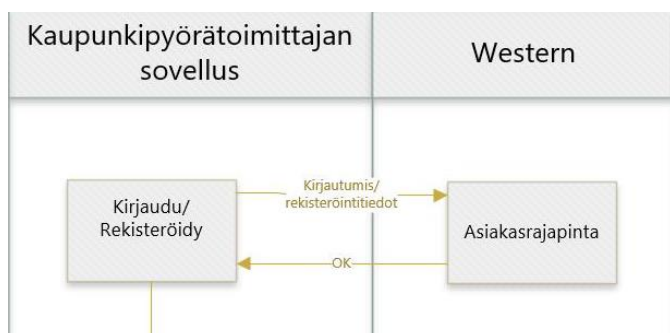 Kaupunkipyörätoimittajan
sovellus
Western
Kirjaudu/
Rekisteröidy
Kirjautumis/
rekisteröintitiedot
Asiakasrajapinta
OK